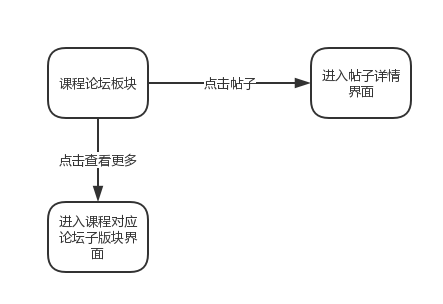 课程论坛板块
点击帖子
进入帖子详情
界面
点击查看更多
进入课程对应
论坛子版块界
面